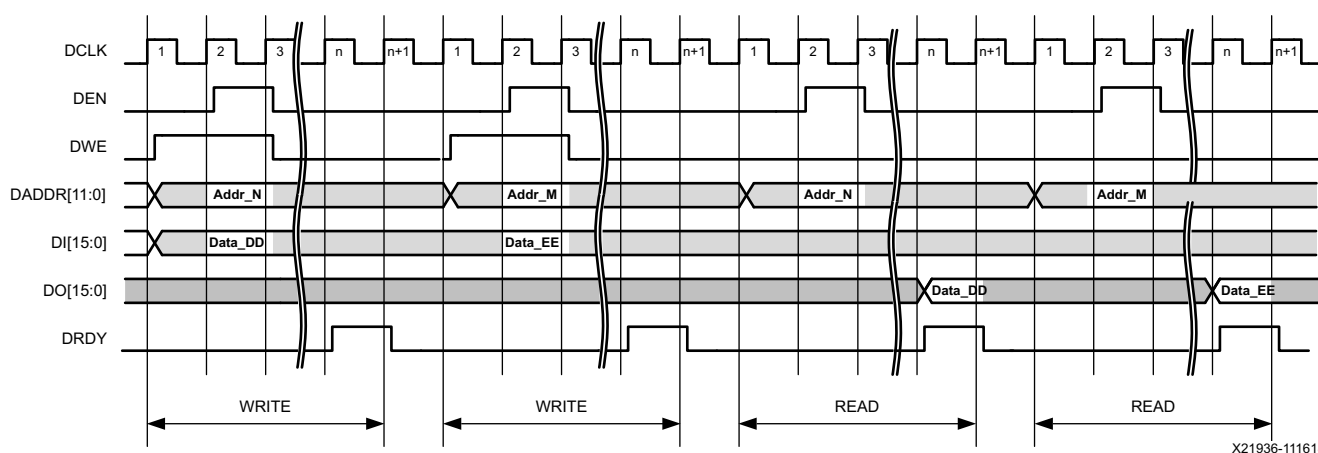 DCLK 1 2 3 n n+1 1 2 3 n n+1 1 2 3 n n+1 1 2 3 n n+1
DEN
DWE
DADDR[11:0] Addr_N Addr_M Addr_N Addr_M
DI[15:0] Data_DD Data_EE
DO[15:0] Data_DD Data_EE
DRDY
WRITE WRITE READ READ
X21936-11161